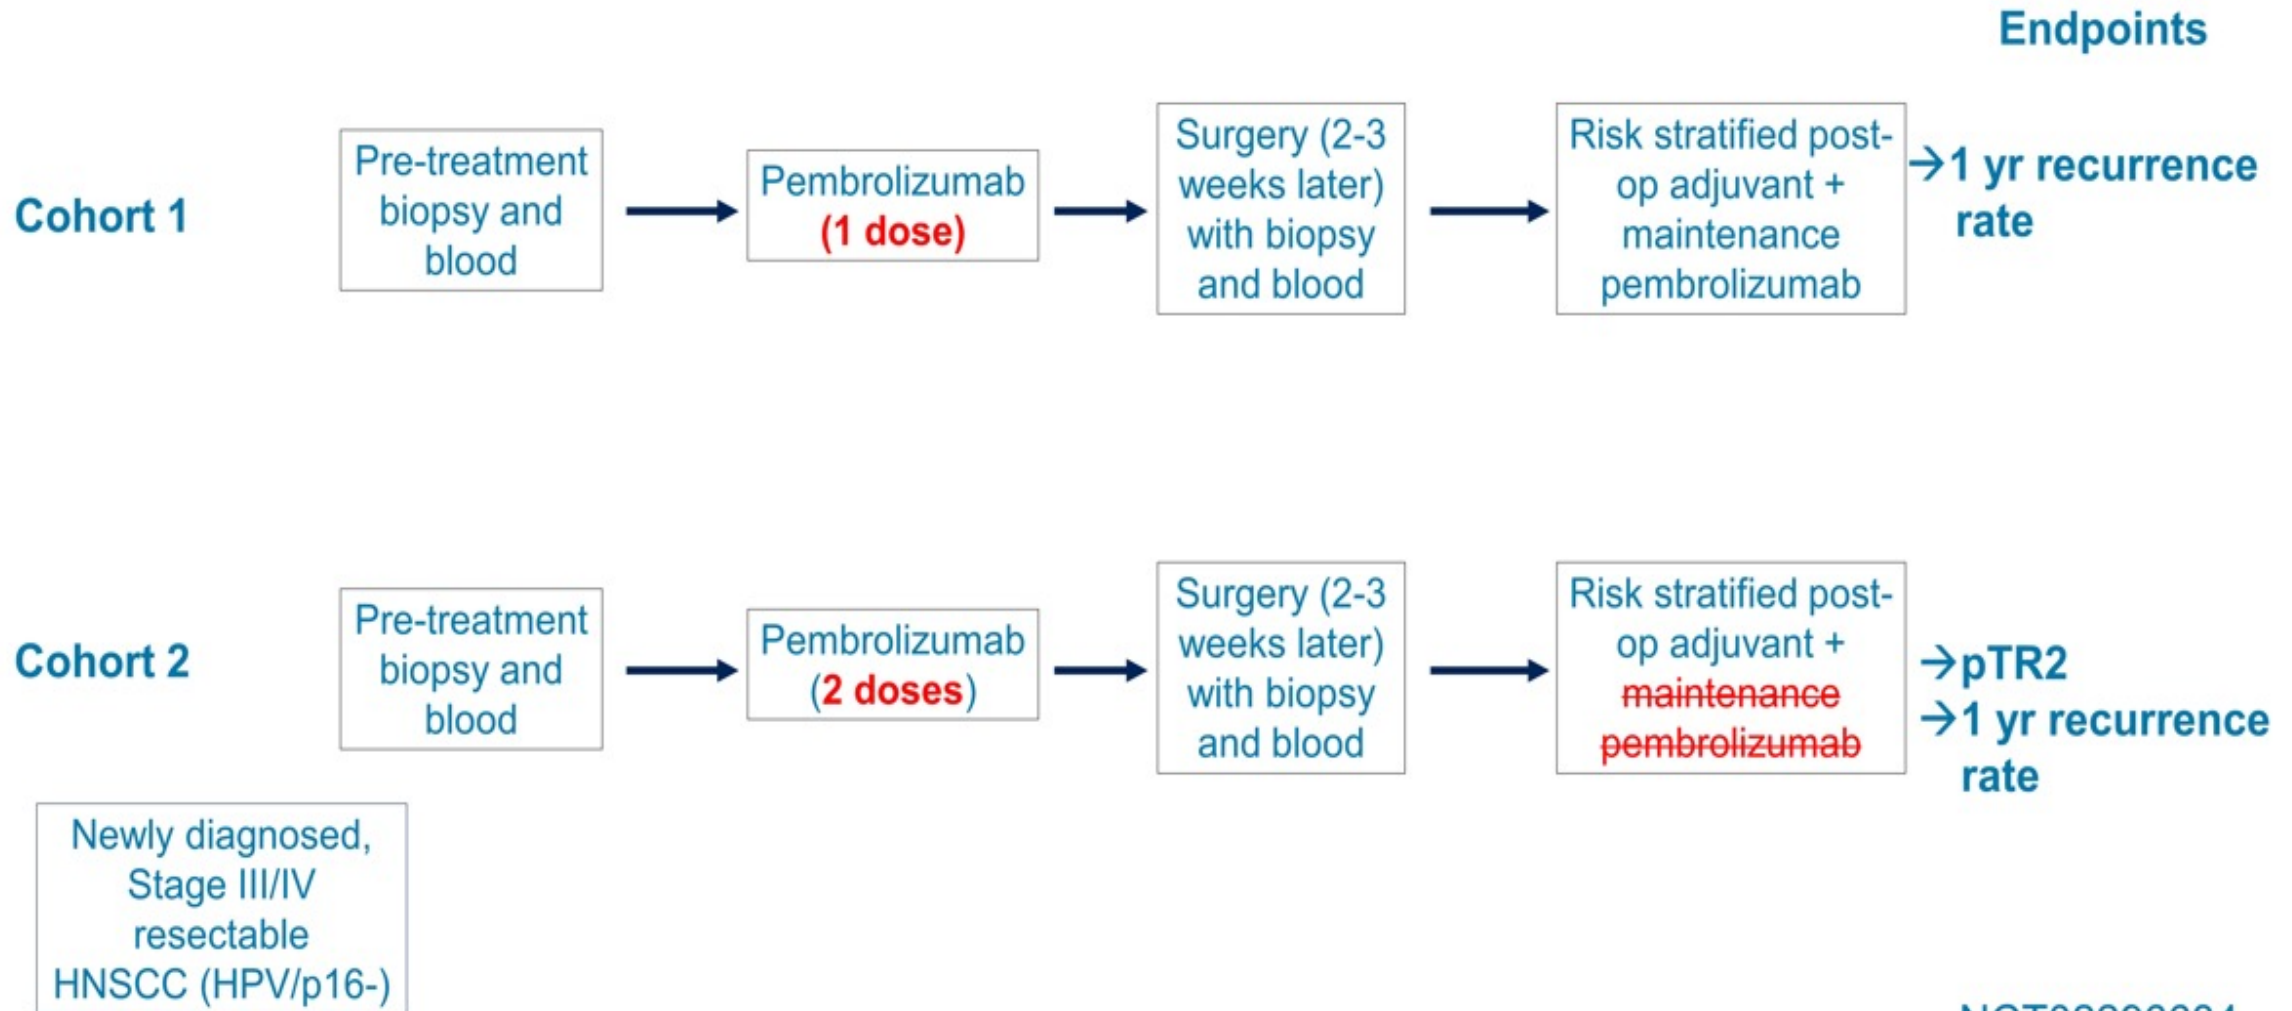 Endpoints
Cohort 1
Pre-treatment
biopsy and
blood
Pembrolizumab
(1 dose)
Surgery (2-3
weeks later)
with biopsy
and blood
Risk stratified post-
op adjuvant +
maintenance
pembrolizumab
→1 yr recurrence
rate
Cohort 2
Pre-treatment
biopsy and
blood
Pembrolizumab
(2 doses)
Surgery (2-3
weeks later)
with biopsy
and blood
Risk stratified post-
op adjuvant +
maintenance
pembrolizumab
→pTR2
→1 yr recurrence
rate
Newly diagnosed,
Stage III/IV
resectable
HNSCC (HPV/p16-)